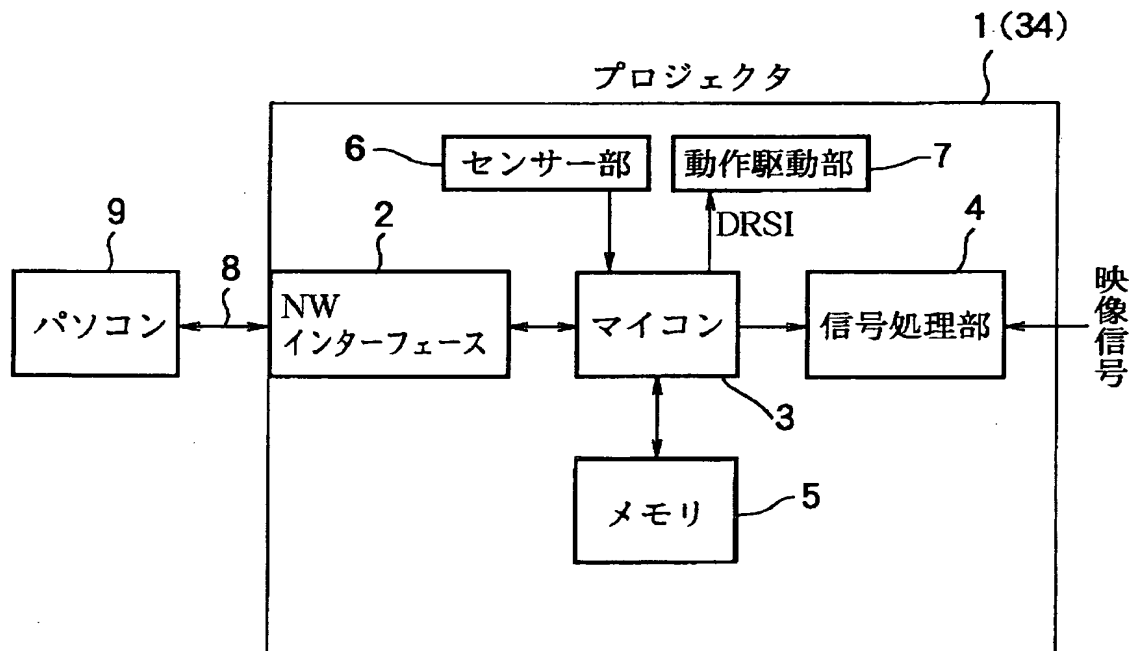 1(34)
プロジェクタ
6
センサー部
動作駆動部
7
DRSI
9
8
2
4
パソコン
NW
インターフェース
マイコン
信号処理部
映像信号
3
メモリ
5